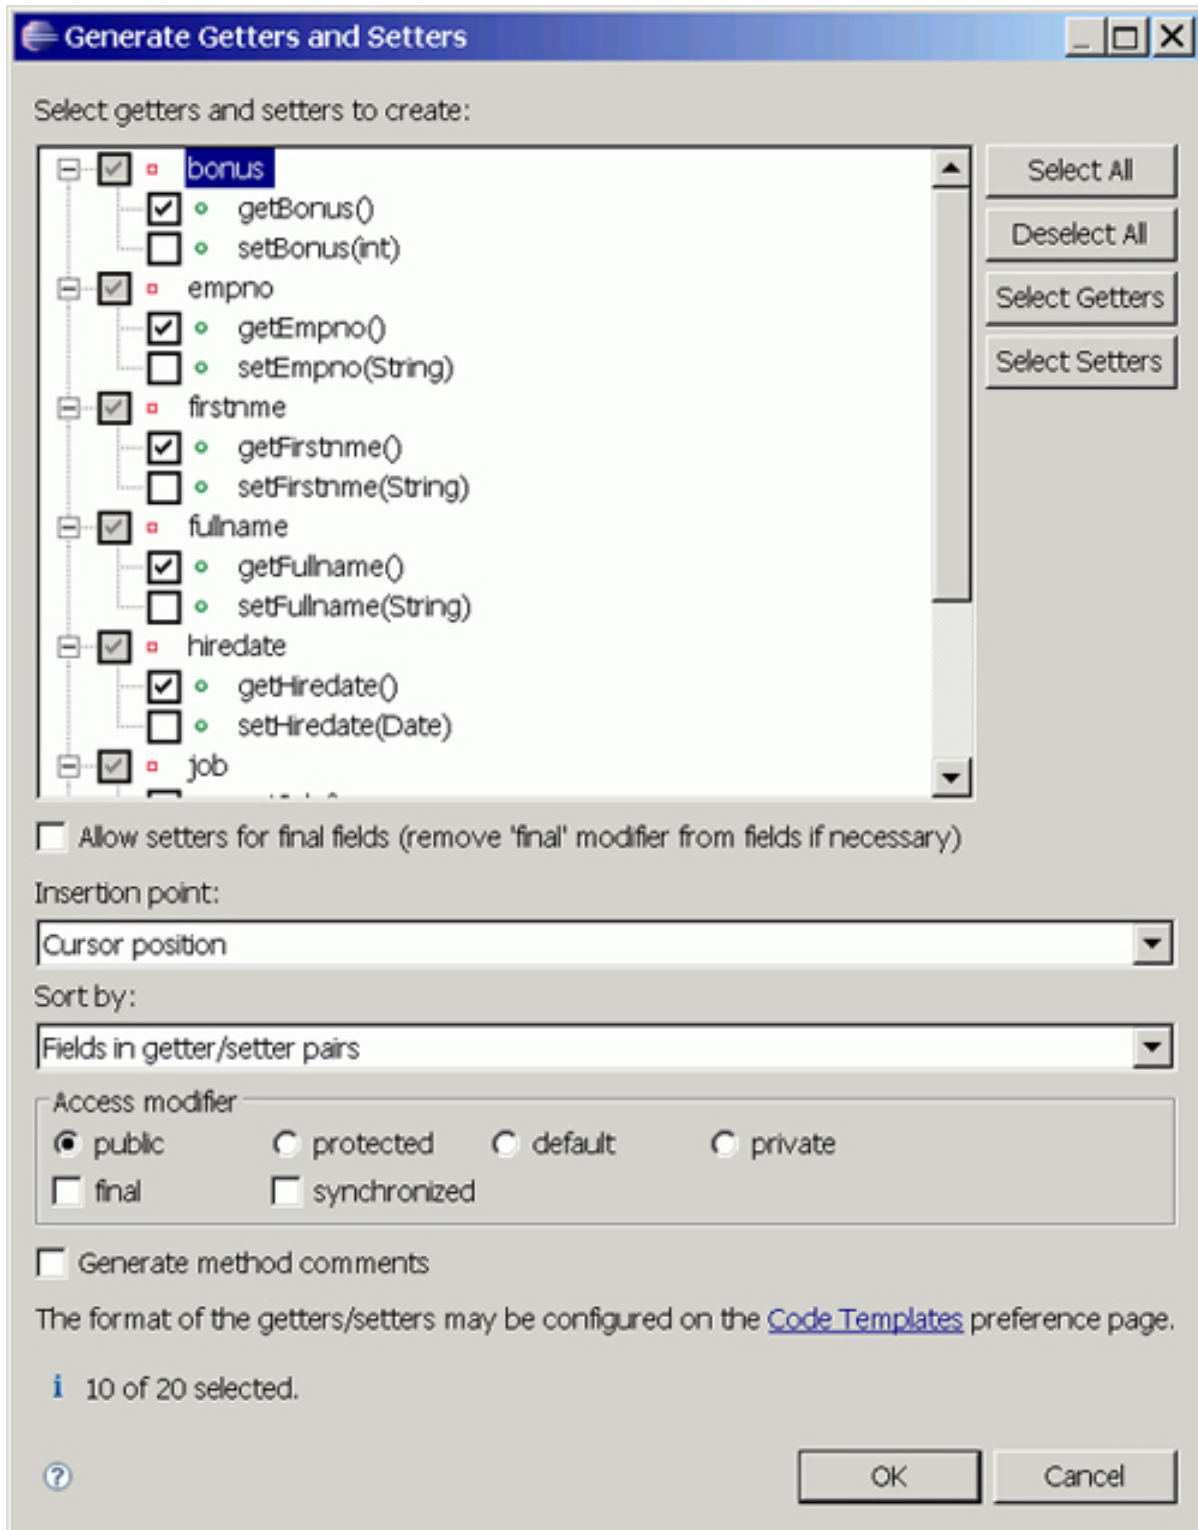 Generate Getters and Setters
Select getters and setters to create:
bonus
Select All
getBonus()
Deselect All
setBonus(int)
empno
Select Getters
getEmpno()
setEmpno(String)
Select Setters
firstnme
getFirstnme()
setFirstnme(String)
fullname
getFullname()
setFullname(String)
hiredate
getHiredate()
setHiredate(Date)
job
Allow setters for final fields (remove 'final' modifier from fields if necessary)
Insertion point:
Cursor position
Sort by:
Fields in getter/setter pairs
Access modifier
public protected default private
final synchronized
Generate method comments
The format of the getters/setters may be configured on the Code Templates preference page.
i 10 of 20 selected.
? OK Cancel